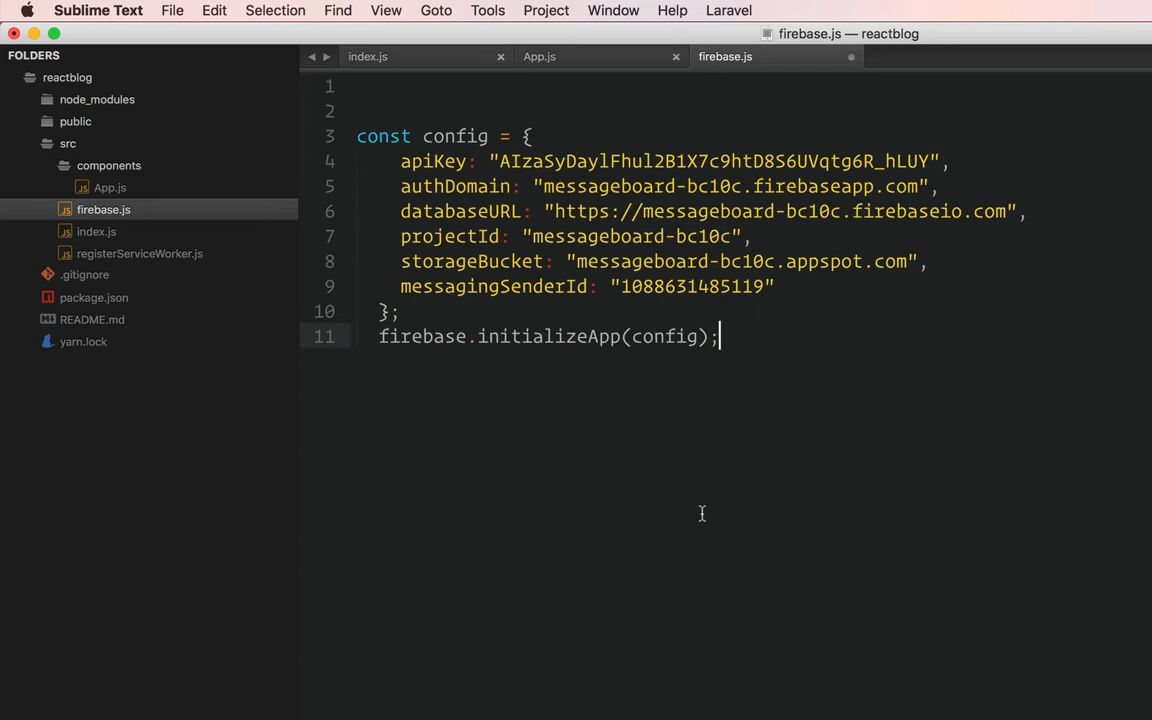 Sublime Text File Edit Selection Find View Goto Tools Project Window Help Laravel
firebase.js — reactblog
FOLDERS
reactblog
node_modules
public
src
components
App.js
firebase.js
index.js
registerServiceWorker.js
.gitignore
package.json
README.md
yarn.lock
index.js App.js firebase.js
1
2
3 const config = {
4 apiKey: "AIzaSyDaylFhul2B1X7c9htD8S6UVqtg6R_hLUY",
5 authDomain: "messageboard-bc10c.firebaseapp.com",
6 databaseURL: "https://messageboard-bc10c.firebaseio.com",
7 projectId: "messageboard-bc10c",
8 storageBucket: "messageboard-bc10c.appspot.com",
9 messagingSenderId: "1088631485119"
10 };
11 firebase.initializeApp(config);